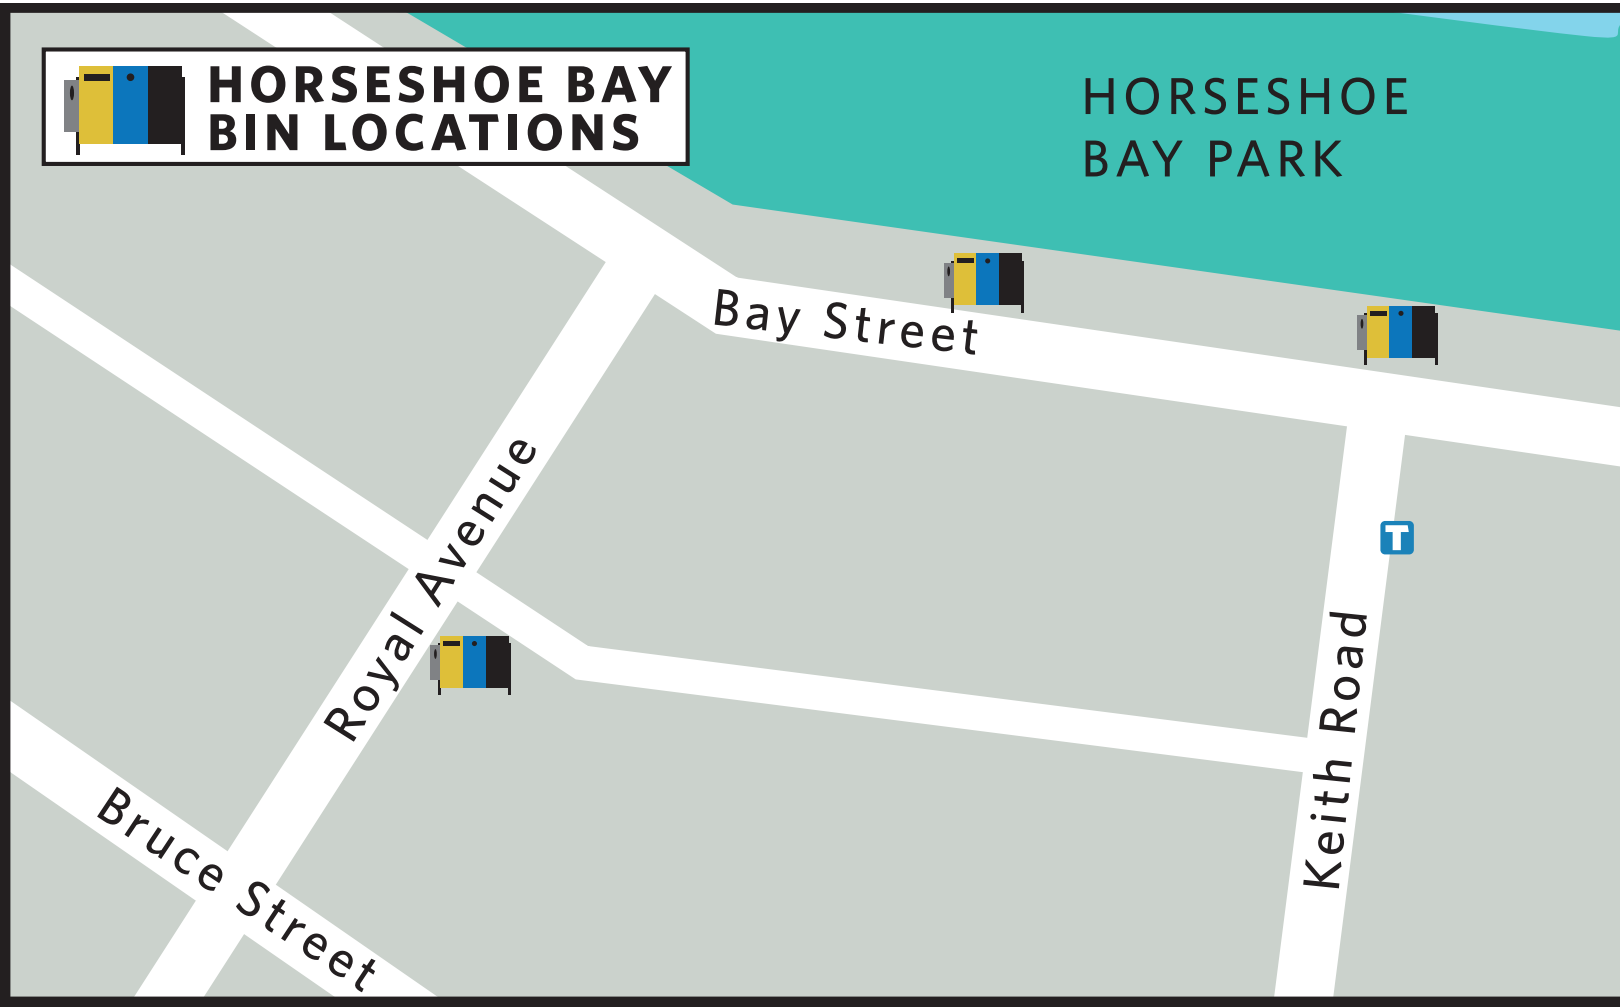 HORSESHOE BAY
BIN LOCATIONS
HORSESHOE
BAY PARK
Bay Street
Royal Avenue
T
Keith Road
Bruce Street